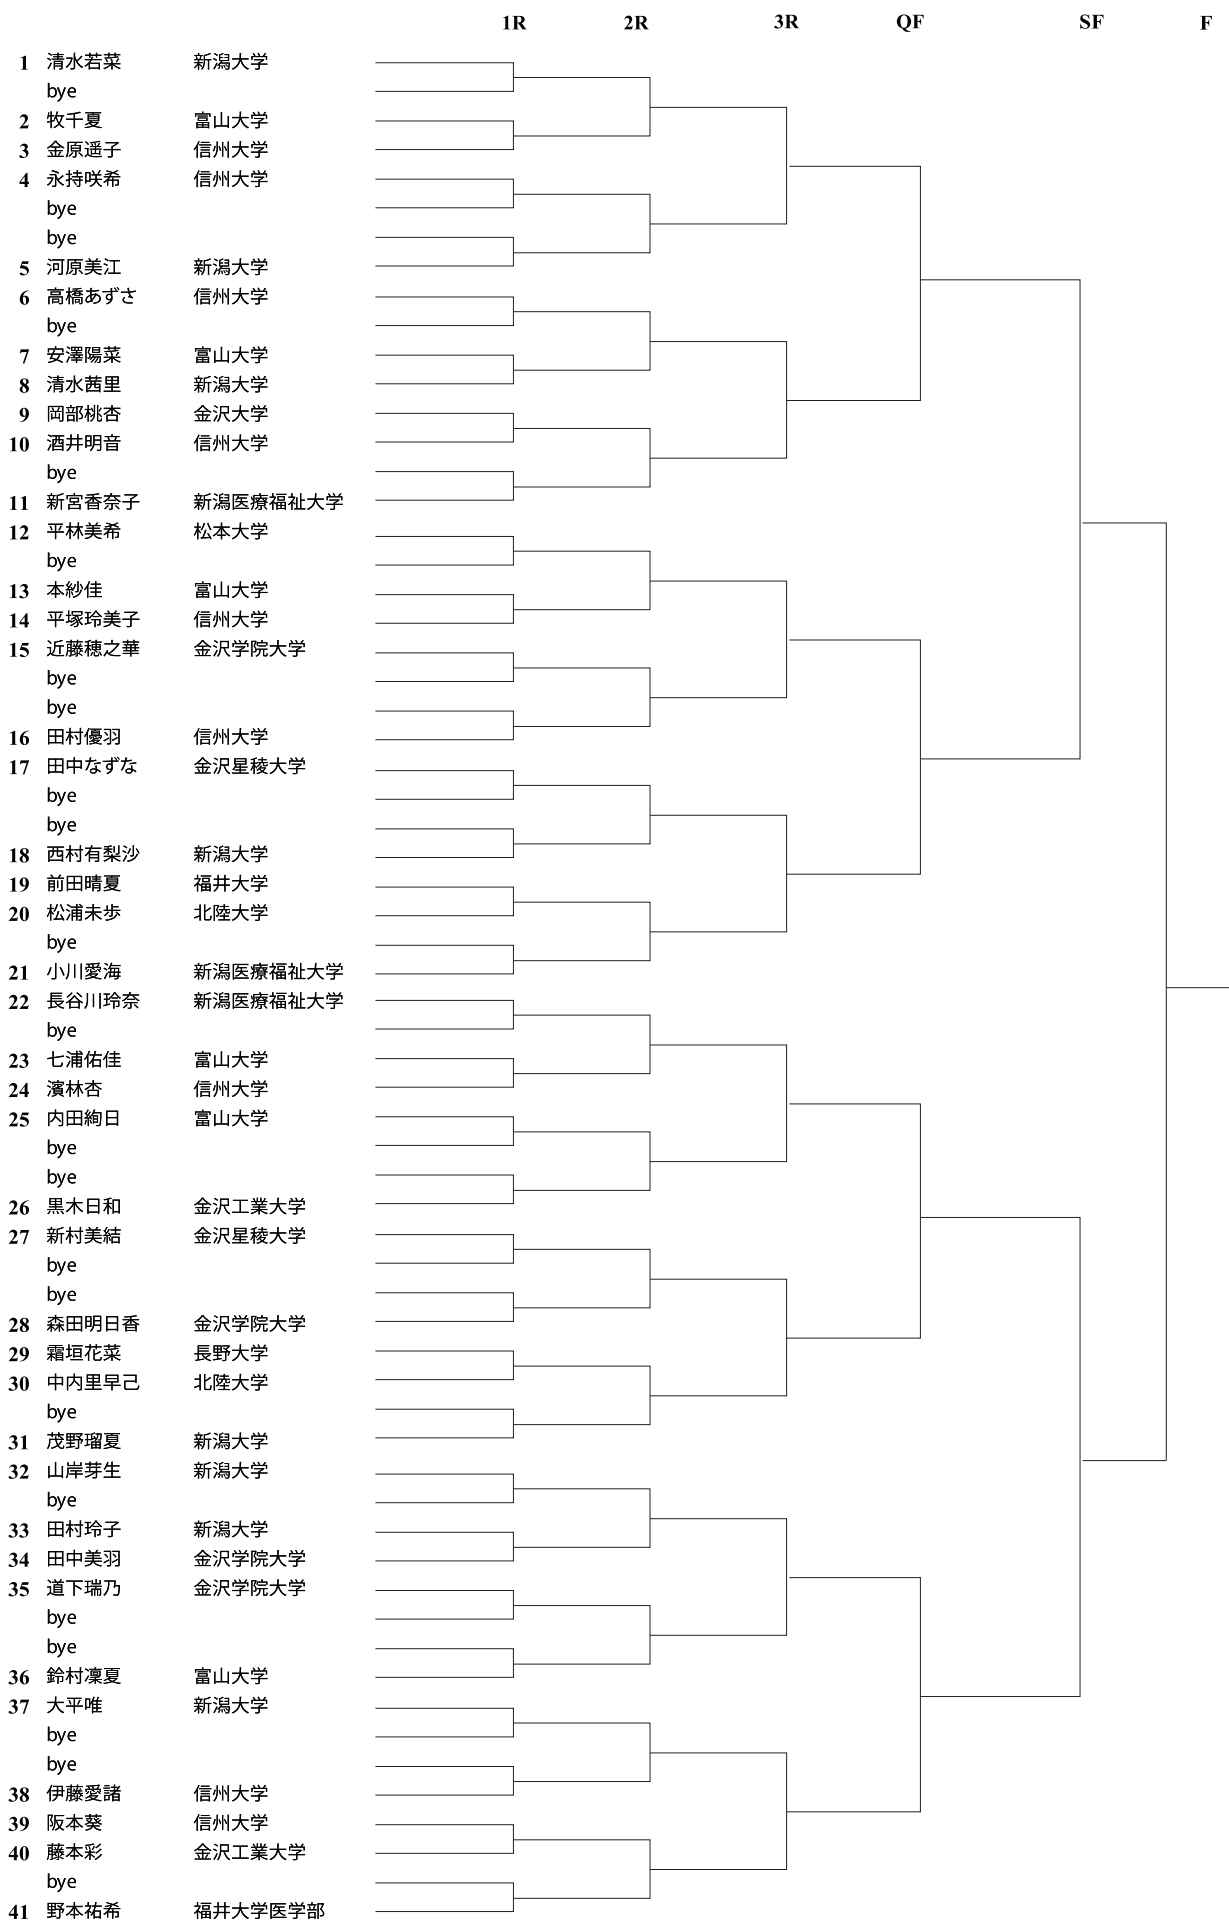 1R 2R 3R QF SF F
1 清水若菜 新潟大学
bye
2 牧千夏 富山大学
3 金原遥子 信州大学
4 永持咲希 信州大学
bye
bye
5 河原美江 新潟大学
6 高橋あずさ 信州大学
bye
7 安澤陽菜 富山大学
8 清水茜里 新潟大学
9 岡部桃杏 金沢大学
10 酒井明音 信州大学
bye
11 新宮香奈子 新潟医療福祉大学
12 平林美希 松本大学
bye
13 本紗佳 富山大学
14 平塚玲美子 信州大学
15 近藤穂之華 金沢学院大学
bye
bye
16 田村優羽 信州大学
17 田中なずな 金沢星稜大学
bye
bye
18 西村有梨沙 新潟大学
19 前田晴夏 福井大学
20 松浦未歩 北陸大学
bye
21 小川愛海 新潟医療福祉大学
22 長谷川玲奈 新潟医療福祉大学
bye
23 七浦佑佳 富山大学
24 濱林杏 信州大学
25 内田絢日 富山大学
bye
bye
26 黒木日和 金沢工業大学
27 新村美結 金沢星稜大学
bye
bye
28 森田明日香 金沢学院大学
29 霜垣花菜 長野大学
30 中内里早己 北陸大学
bye
31 茂野瑠夏 新潟大学
32 山岸芽生 新潟大学
bye
33 田村玲子 新潟大学
34 田中美羽 金沢学院大学
35 道下瑞乃 金沢学院大学
bye
bye
36 鈴村凜夏 富山大学
37 大平唯 新潟大学
bye
bye
38 伊藤愛諸 信州大学
39 阪本葵 信州大学
40 藤本彩 金沢工業大学
bye
41 野本祐希 福井大学医学部